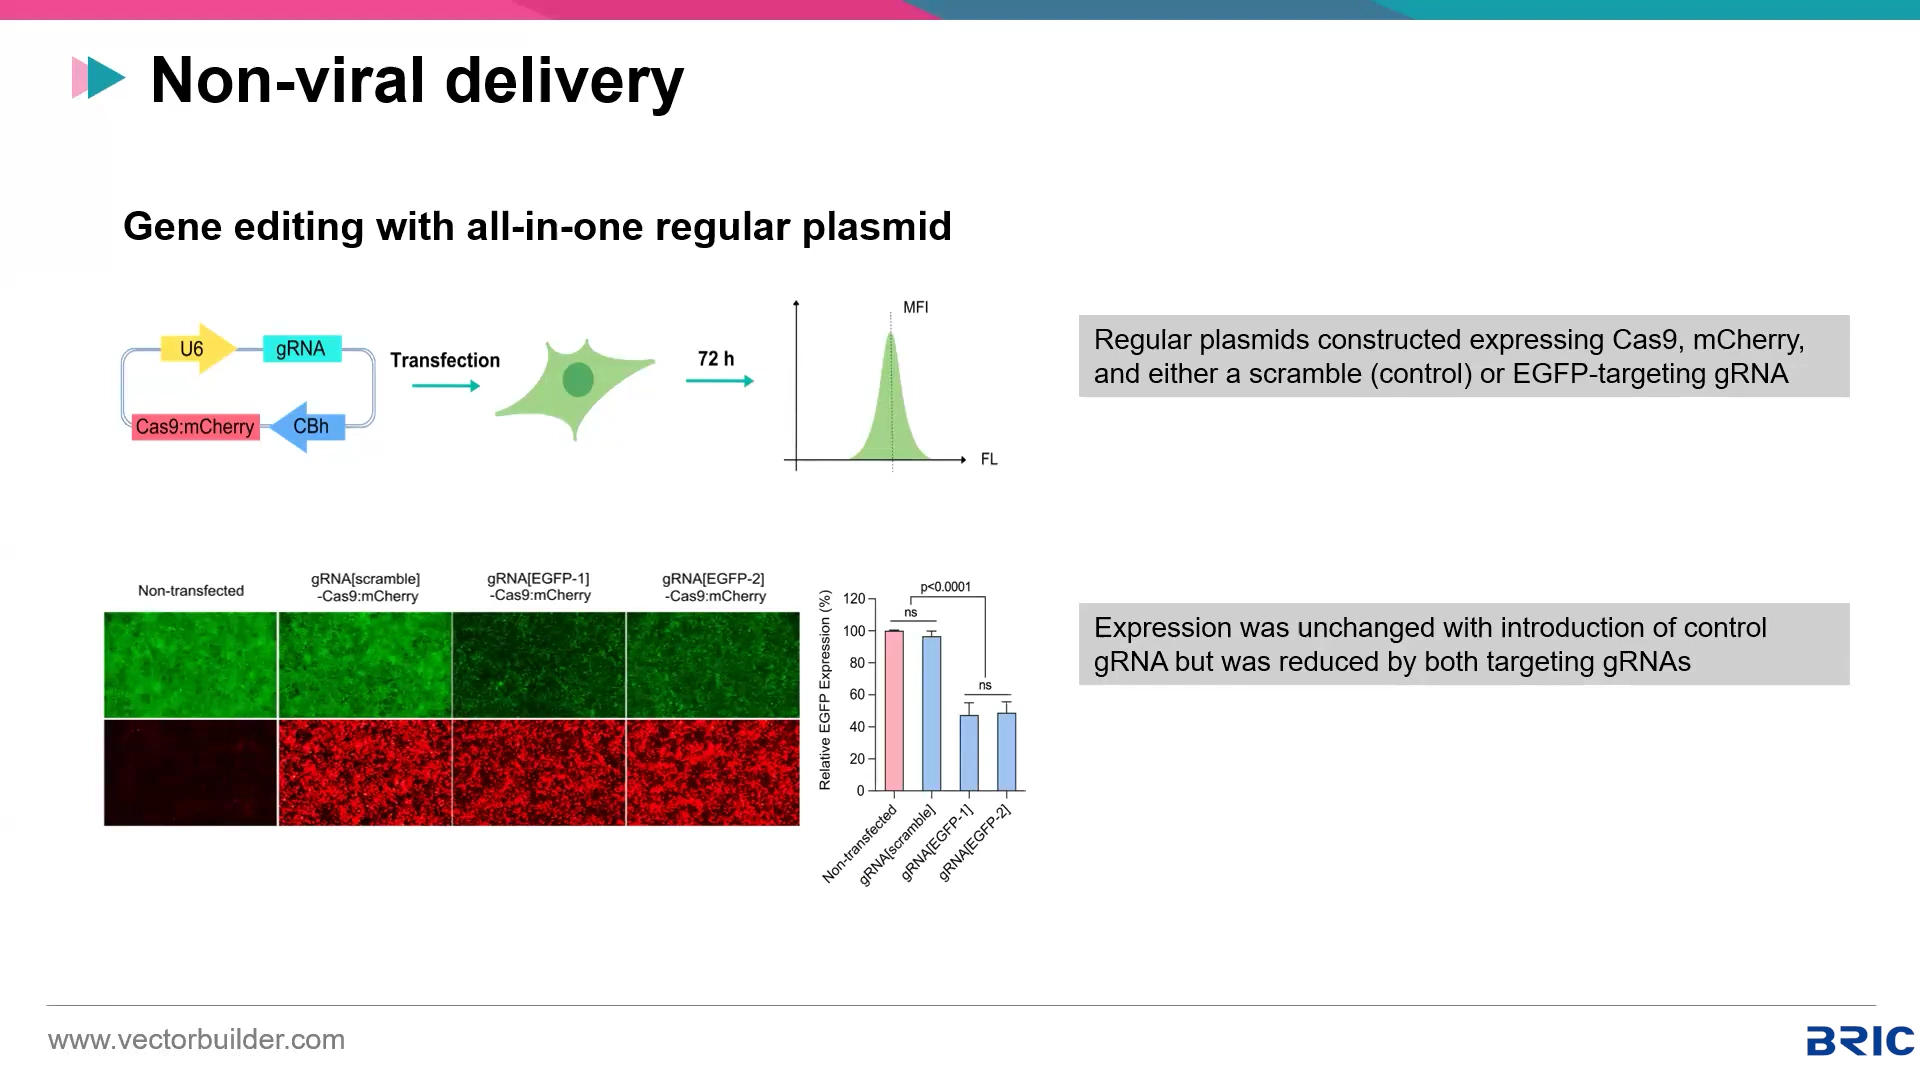 Non-viral delivery
Gene editing with all-in-one regular plasmid
U6
gRNA
Cas9:mCherry
CBh
Transfection
72 h
MFI
FL
Regular plasmids constructed expressing Cas9, mCherry,
and either a scramble (control) or EGFP-targeting gRNA
Non-transfected
gRNA[scramble]
-Cas9:mCherry
gRNA[EGFP-1]
-Cas9:mCherry
gRNA[EGFP-2]
-Cas9:mCherry
Relative EGFP Expression (%)
120
100
80
60
40
20
0
p<0.0001
ns
ns
Non-transfected
gRNA[scramble]
gRNA[EGFP-1]
gRNA[EGFP-2]
Expression was unchanged with introduction of control
gRNA but was reduced by both targeting gRNAs
www.vectorbuilder.com
BRIC